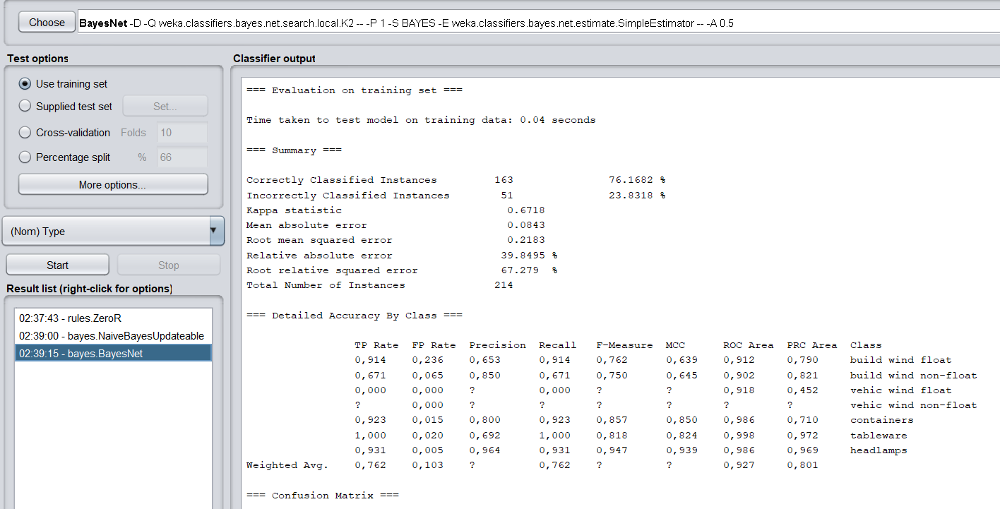 Choose BayesNet -D -Q weka.classifiers.bayes.net.search.local.K2 -- -P 1 -S BAYES -E weka.classifiers.bayes.net.estimate.SimpleEstimator -- -A 0.5
Test options
Use training set
Supplied test set Set...
Cross-validation Folds 10
Percentage split % 66
More options...
(Nom) Type
Start Stop
Result list (right-click for options)
02:37:43 - rules.ZeroR
02:39:00 - bayes.NaiveBayesUpdateable
02:39:15 - bayes.BayesNet
Classifier output
=== Evaluation on training set ===
Time taken to test model on training data: 0.04 seconds
=== Summary ===
Correctly Classified Instances 163 76.1682 %
Incorrectly Classified Instances 51 23.8318 %
Kappa statistic 0.6718
Mean absolute error 0.0843
Root mean squared error 0.2183
Relative absolute error 39.8495 %
Root relative squared error 67.279 %
Total Number of Instances 214
=== Detailed Accuracy By Class ===
TP Rate FP Rate Precision Recall F-Measure MCC ROC Area PRC Area Class
0,914 0,236 0,653 0,914 0,762 0,639 0,912 0,790 build wind float
0,671 0,065 0,850 0,671 0,750 0,645 0,902 0,821 build wind non-float
0,000 0,000 ? 0,000 ? ? 0,918 0,452 vehic wind float
? 0,000 ? ? ? ? ? ? vehic wind non-float
0,923 0,015 0,800 0,923 0,857 0,850 0,986 0,710 containers
1,000 0,020 0,692 1,000 0,818 0,824 0,998 0,972 tableware
0,931 0,005 0,964 0,931 0,947 0,939 0,986 0,969 headlamps
Weighted Avg. 0,762 0,103 ? 0,762 ? ? 0,927 0,801
=== Confusion Matrix ===